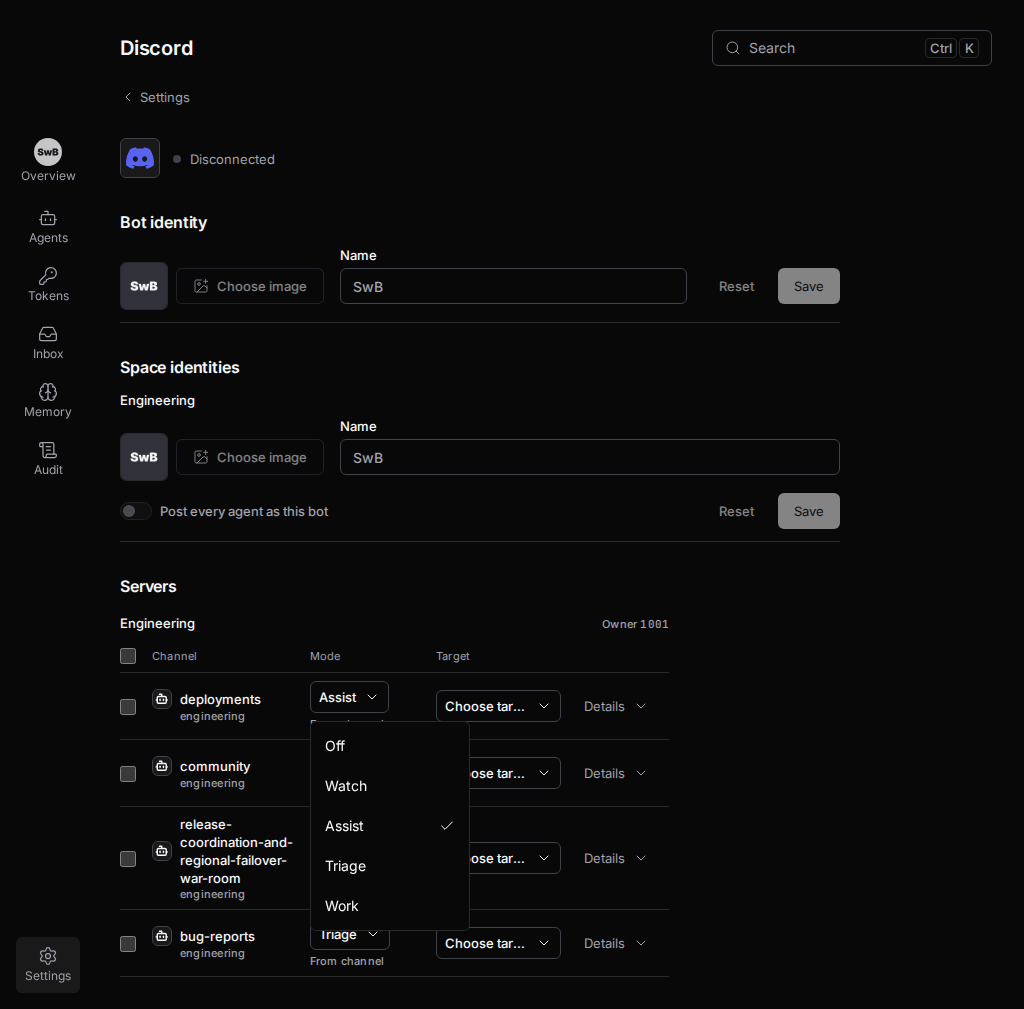 Discord
Search
Ctrl K
Settings
SwB
Overview
Disconnected
Agents
Tokens
Inbox
Memory
Audit
Settings
Bot identity
Name
SwB
Choose image
SwB
Reset
Save
Space identities
Engineering
Name
SwB
Choose image
SwB
Post every agent as this bot
Reset
Save
Servers
Engineering
Owner 1001
Channel
Mode
Target
deployments
engineering
Assist
Choose tar...
Details
Off
Watch
Assist
Triage
Work
community
engineering
ose tar...
Details
release-
coordination-and-
regional-failover-
war-room
engineering
ose tar...
Details
bug-reports
engineering
Triage
From channel
Choose tar...
Details